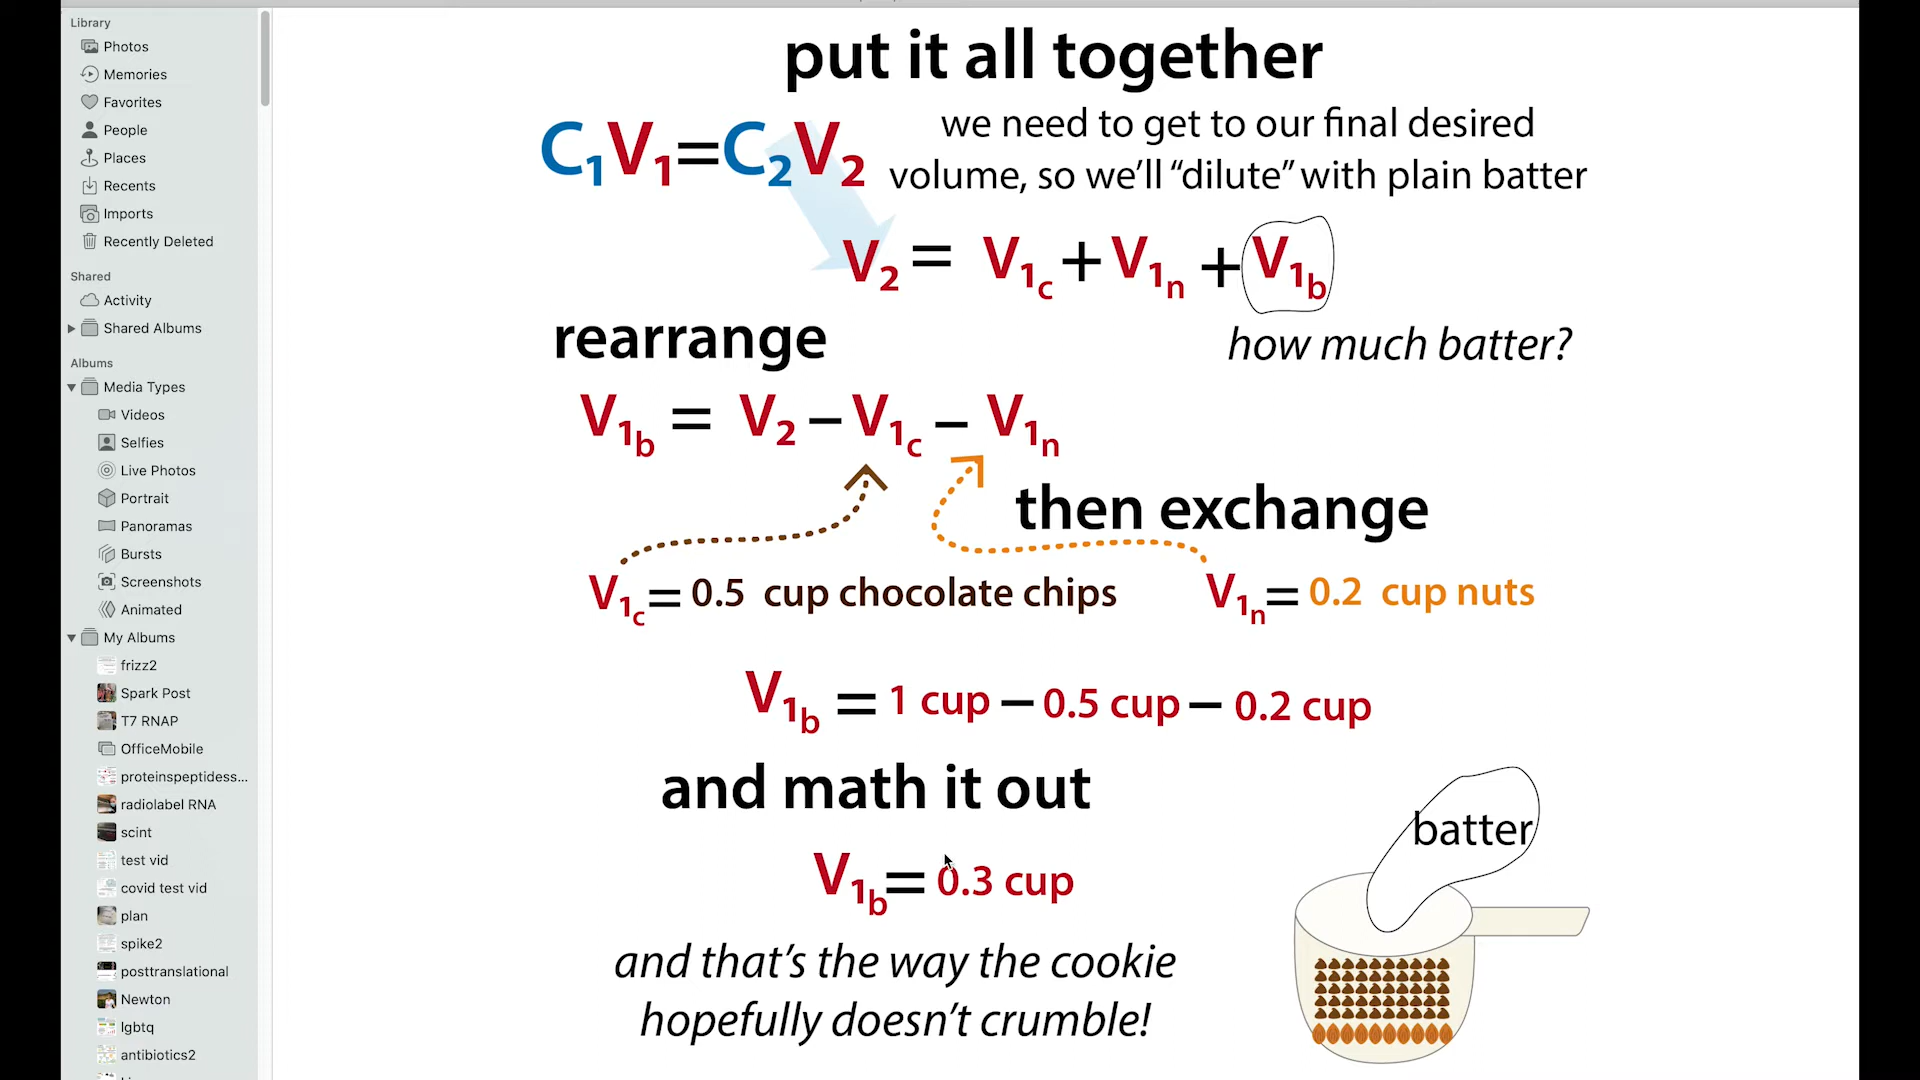 Library
Photos
Memories
Favorites
People
Places
Recents
Imports
Recently Deleted
Shared
Activity
Shared Albums
Albums
Media Types
Videos
Selfies
Live Photos
Portrait
Panoramas
Bursts
Screenshots
Animated
My Albums
frizz2
Spark Post
T7 RNAP
OfficeMobile
proteinspeptidess...
radiolabel RNA
scint
test vid
covid test vid
plan
spike2
posttranslational
Newton
lgbtq
antibiotics2
put it all together
C₁V₁=C₂V₂
we need to get to our final desired
volume, so we'll “dilute” with plain batter
V₂ = V1c + V1n + V1b
how much batter?
rearrange
V1b = V₂ – V1c – V1n
then exchange
V1c = 0.5 cup chocolate chips
V1n = 0.2 cup nuts
V1b = 1 cup – 0.5 cup – 0.2 cup
and math it out
V1b = 0.3 cup
batter
and that's the way the cookie
hopefully doesn't crumble!